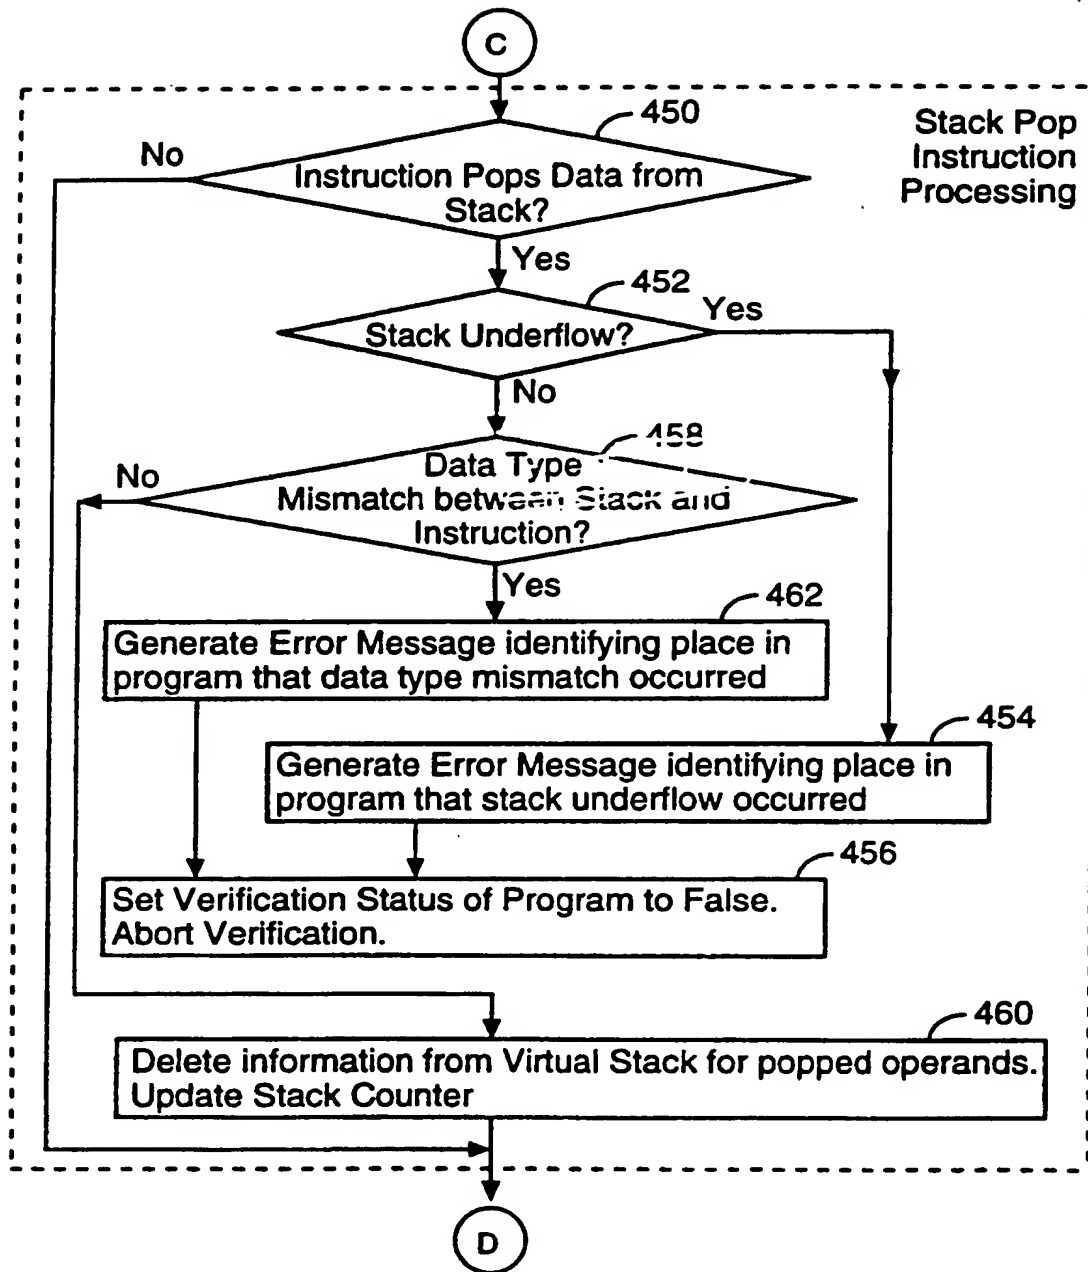 C
450
Stack Pop
Instruction
Processing
No
Instruction Pops Data from
Stack?
Yes
452
Yes
Stack Underflow?
No
458
No
Data Type
Mismatch between Stack and
Instruction?
Yes
462
Generate Error Message identifying place in
program that data type mismatch occurred
454
Generate Error Message identifying place in
program that stack underflow occurred
456
Set Verification Status of Program to False.
Abort Verification.
460
Delete information from Virtual Stack for popped operands.
Update Stack Counter
D